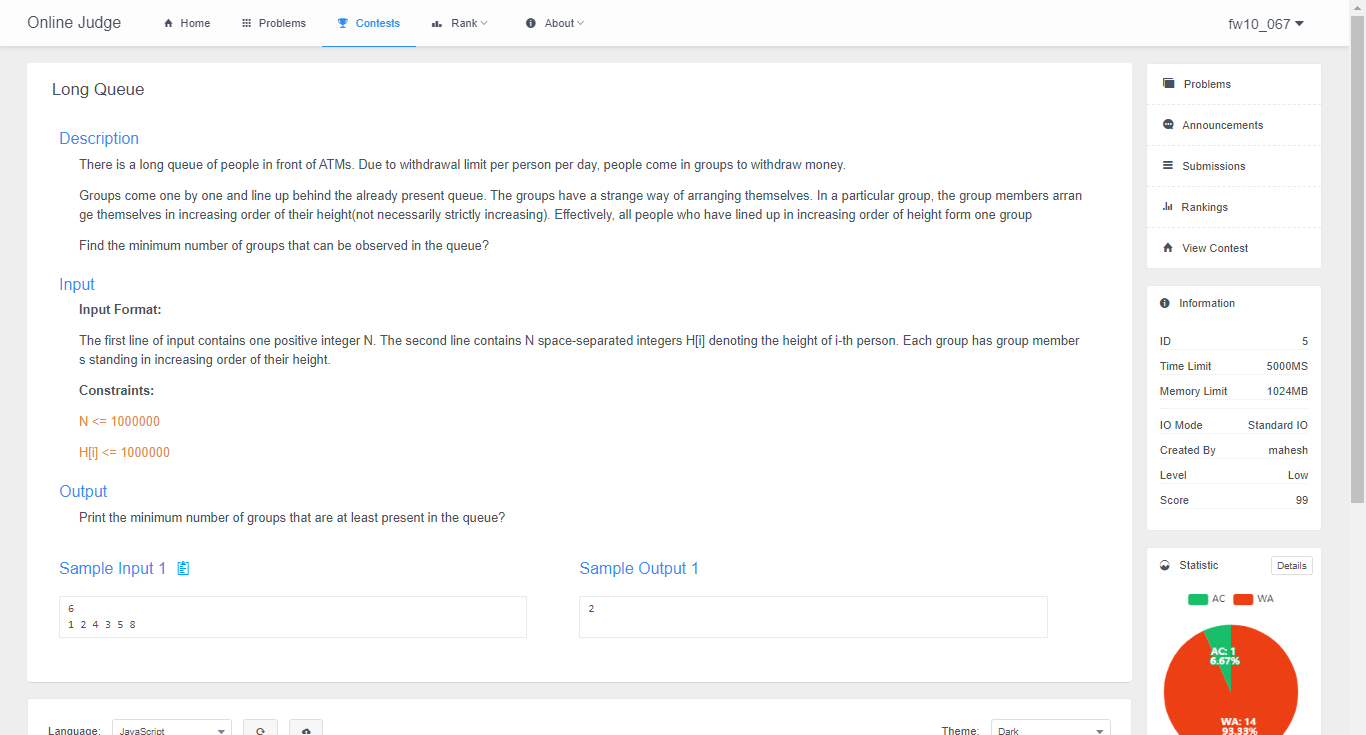 Online Judge
Home
Problems
Contests
Rank
About
fw10_067
Long Queue
Description
There is a long queue of people in front of ATMs. Due to withdrawal limit per person per day, people come in groups to withdraw money.
Groups come one by one and line up behind the already present queue. The groups have a strange way of arranging themselves. In a particular group, the group members arran
ge themselves in increasing order of their height(not necessarily strictly increasing). Effectively, all people who have lined up in increasing order of height form one group
Find the minimum number of groups that can be observed in the queue?
Input
Input Format:
The first line of input contains one positive integer N. The second line contains N space-separated integers H[i] denoting the height of i-th person. Each group has group member
s standing in increasing order of their height.
Constraints:
N <= 1000000
H[i] <= 1000000
Output
Print the minimum number of groups that are at least present in the queue?
Sample Input 1
6
1 2 4 3 5 8
Sample Output 1
2
Language:
JavaScript
Theme:
Dark
Problems
Announcements
Submissions
Rankings
View Contest
Information
ID 5
Time Limit 5000MS
Memory Limit 1024MB
IO Mode Standard IO
Created By mahesh
Level Low
Score 99
Statistic
Details
AC WA
AC: 1
6.67%
WA: 14
93.33%